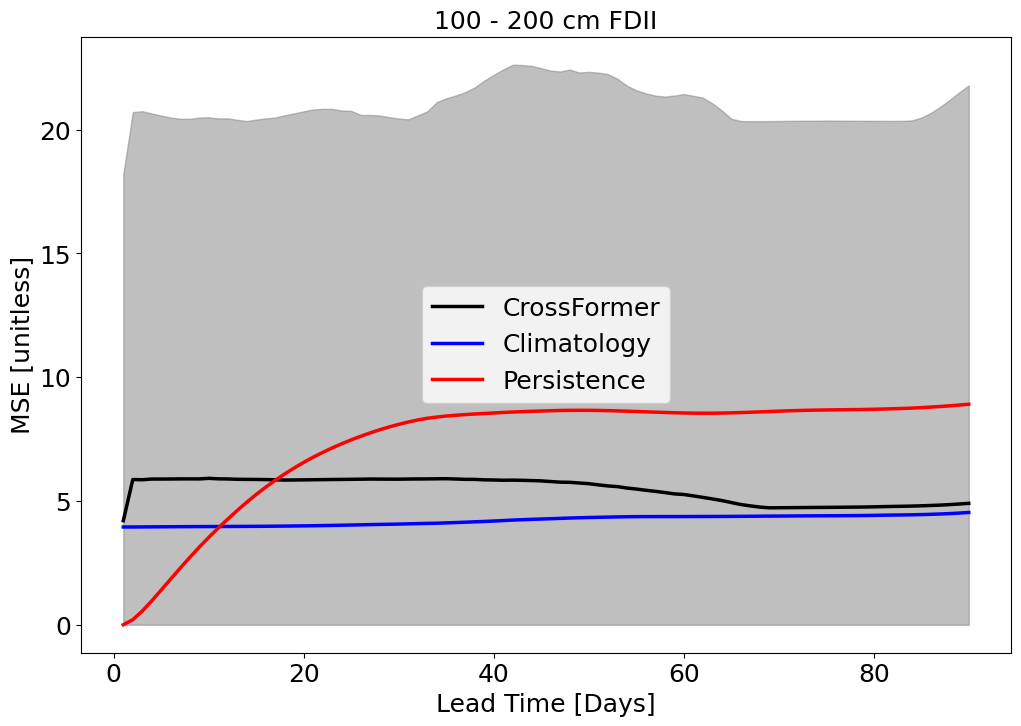 100 - 200 cm FDII
MSE [unitless]
20
15
10
5
0
CrossFormer
Climatology
Persistence
0 20 40 60 80
Lead Time [Days]